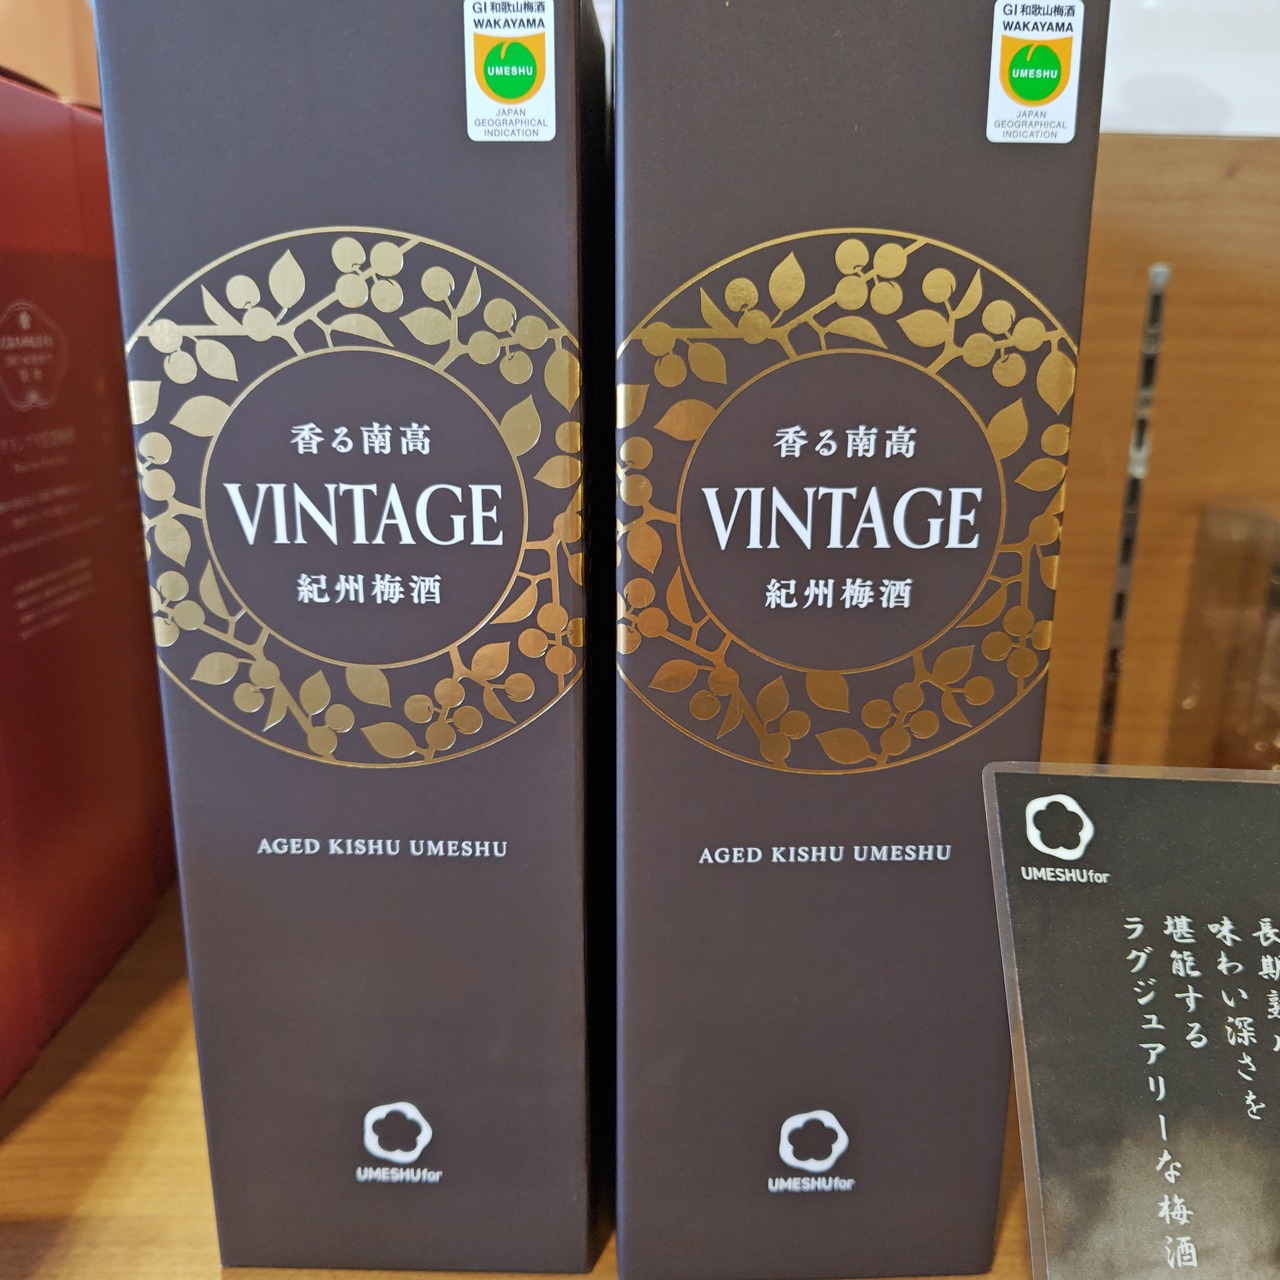 GI 和歌山梅酒
WAKAYAMA
UMESHU
JAPAN
GEOGRAPHICAL
INDICATION
香る南高
VINTAGE
紀州梅酒
AGED KISHU UMESHU
UMESHUfor
GI 和歌山梅酒
WAKAYAMA
UMESHU
JAPAN
GEOGRAPHICAL
INDICATION
香る南高
VINTAGE
紀州梅酒
AGED KISHU UMESHU
UMESHUfor
UMESHUfor
長期熟
味わい深さを
堪能する
ラグジュアリーな梅酒